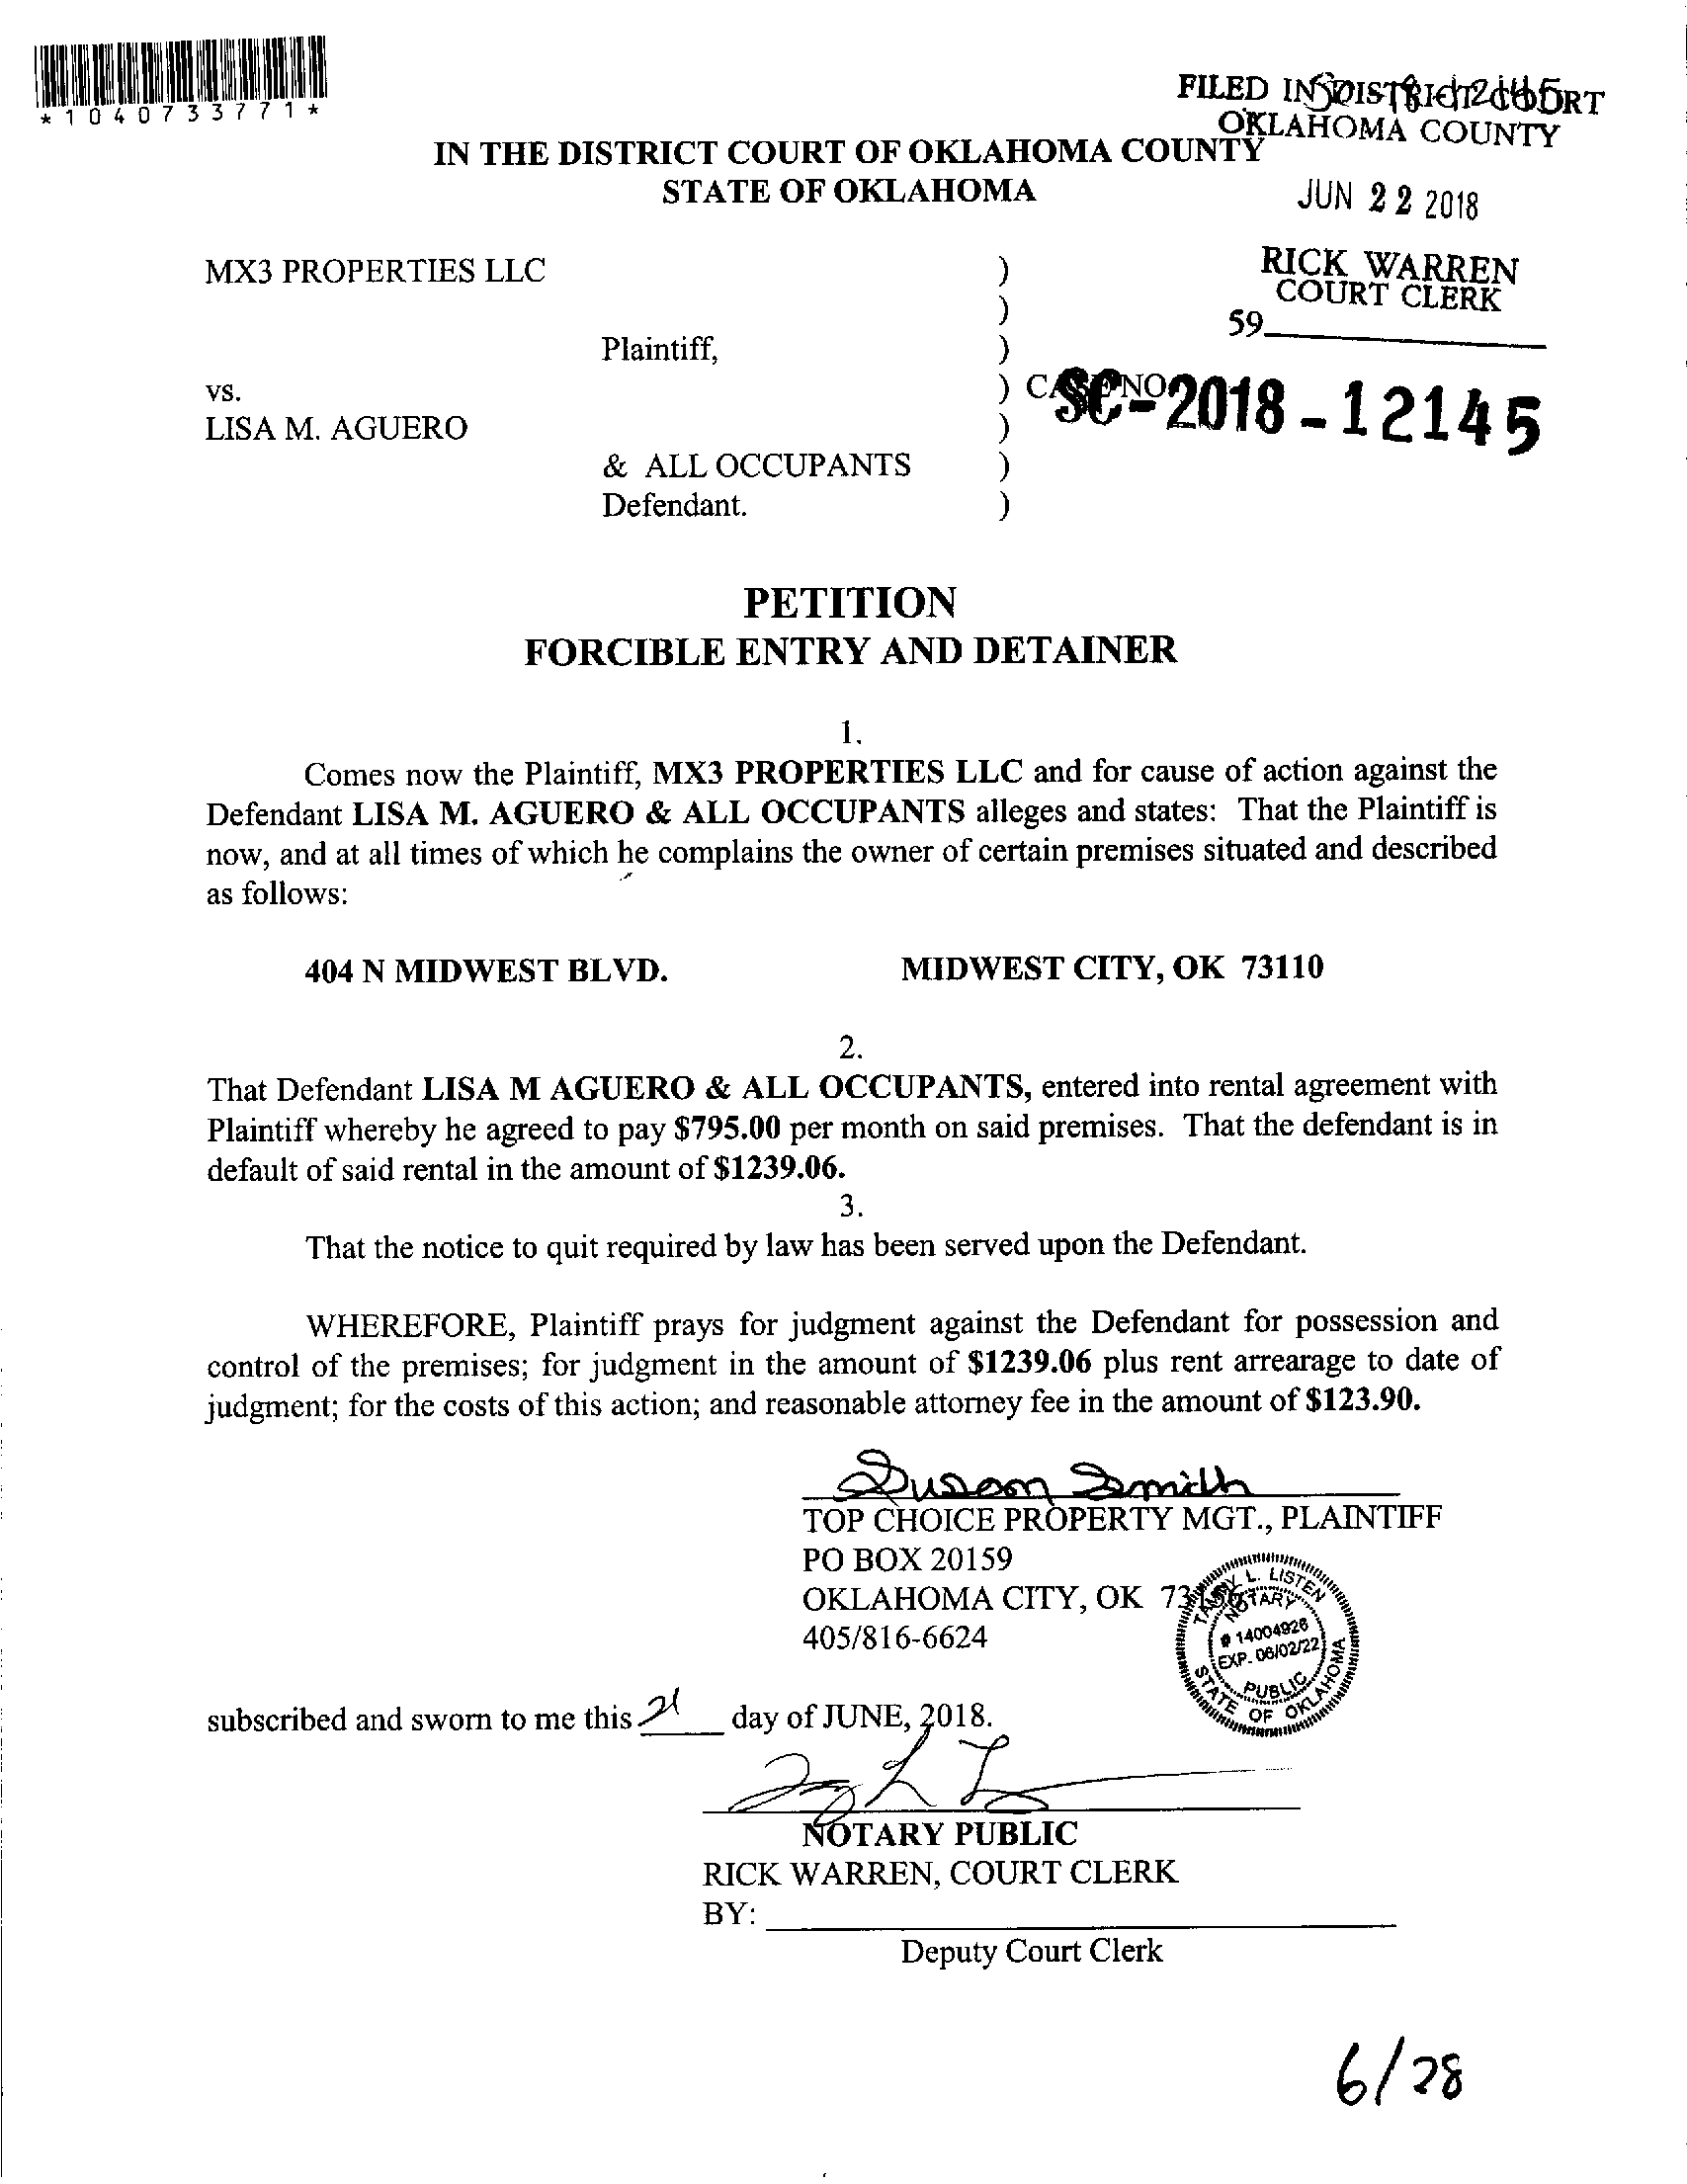 *1040733771*
FILED IN DISTRICT COURT
OKLAHOMA COUNTY
IN THE DISTRICT COURT OF OKLAHOMA COUNTY
STATE OF OKLAHOMA
JUN 22 2018
MX3 PROPERTIES LLC )
RICK WARREN
COURT CLERK
)
59
Plaintiff, )
vs. ) CASE NO
SC-2018-12145
LISA M. AGUERO )
& ALL OCCUPANTS )
Defendant. )
PETITION
FORCIBLE ENTRY AND DETAINER
1.
Comes now the Plaintiff, MX3 PROPERTIES LLC and for cause of action against the
Defendant LISA M. AGUERO & ALL OCCUPANTS alleges and states: That the Plaintiff is
now, and at all times of which he complains the owner of certain premises situated and described
as follows:
404 N MIDWEST BLVD. MIDWEST CITY, OK 73110
2.
That Defendant LISA M AGUERO & ALL OCCUPANTS, entered into rental agreement with
Plaintiff whereby he agreed to pay $795.00 per month on said premises. That the defendant is in
default of said rental in the amount of $1239.06.
3.
That the notice to quit required by law has been served upon the Defendant.
WHEREFORE, Plaintiff prays for judgment against the Defendant for possession and
control of the premises; for judgment in the amount of $1239.06 plus rent arrearage to date of
judgment; for the costs of this action; and reasonable attorney fee in the amount of $123.90.
Susan Smith
TOP CHOICE PROPERTY MGT., PLAINTIFF
PO BOX 20159
OKLAHOMA CITY, OK
405/816-6624
L. LISTEN
NOTARY
# 14004926
EXP. 06/02/22
PUBLIC
STATE OF OKLAHOMA
subscribed and sworn to me this 21 day of JUNE, 2018.
NOTARY PUBLIC
RICK WARREN, COURT CLERK
BY:
Deputy Court Clerk
6/28